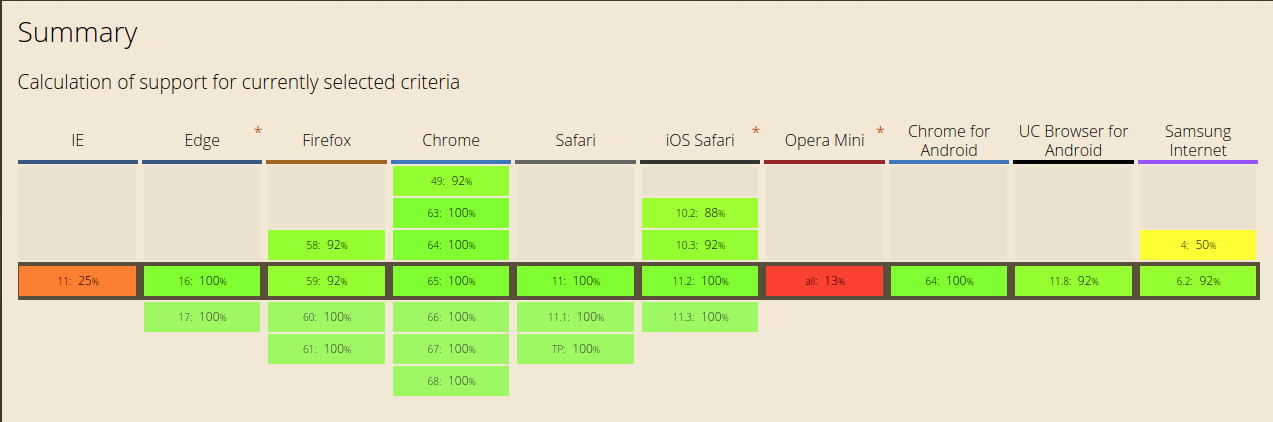 Summary
Calculation of support for currently selected criteria
IE
Edge *
Firefox
Chrome
Safari
iOS Safari *
Opera Mini *
Chrome for Android
UC Browser for Android
Samsung Internet
49: 92%
63: 100%
10.2: 88%
58: 92%
64: 100%
10.3: 92%
4: 50%
11: 25%
16: 100%
59: 92%
65: 100%
11: 100%
11.2: 100%
all: 13%
64: 100%
11.8: 92%
6.2: 92%
17: 100%
60: 100%
66: 100%
11.1: 100%
11.3: 100%
61: 100%
67: 100%
TP: 100%
68: 100%